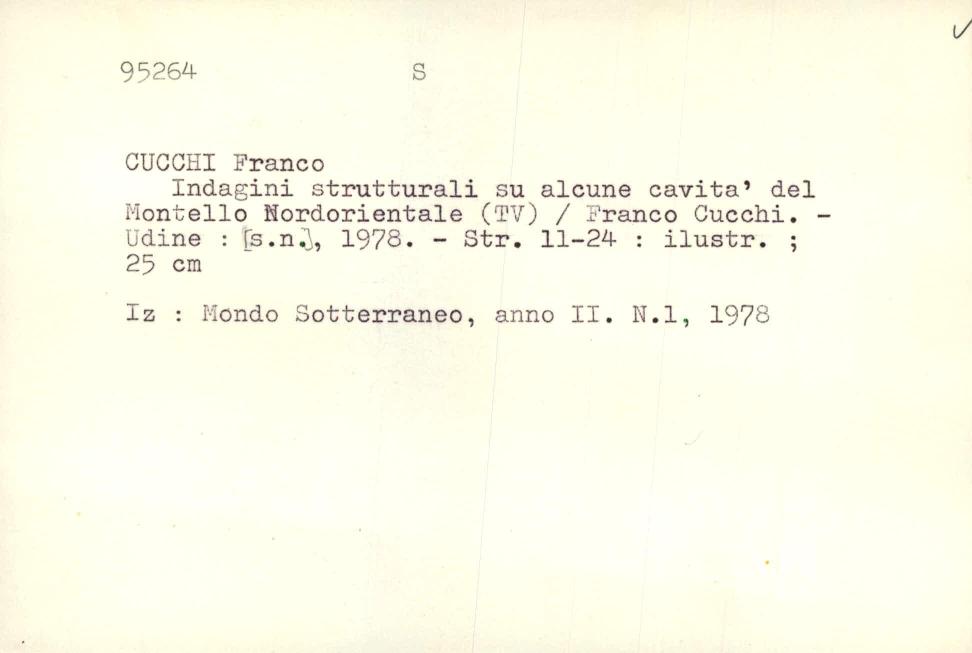 95264 S
CUCCHI Franco
Indagini strutturali su alcune cavita' del
Montello Nordorientale (TV) / Franco Cucchi. -
Udine : [s.n.], 1978. - Str. 11-24 : ilustr. ;
25 cm
Iz : Mondo Sotterraneo, anno II. N.1, 1978